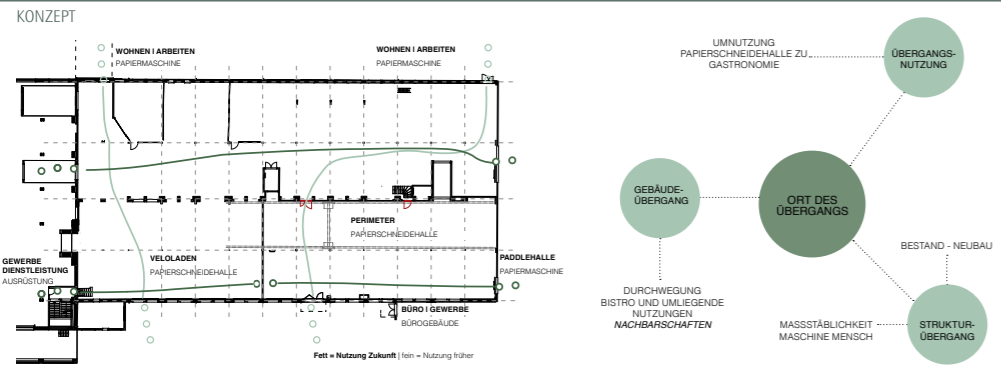 KONZEPT
WOHNEN I ARBEITEN
PAPIERMASCHINE
WOHNEN I ARBEITEN
PAPIERMASCHINE
PERIMETER
PAPIERSCHNEIDEHALLE
GEWERBE
DIENSTLEISTUNG
AUSRÜSTUNG
VELOLADEN
PAPIERSCHNEIDEHALLE
PADDLEHALLE
PAPIERMASCHINE
BÜRO I GEWERBE
BÜROGEBÄUDE
Fett = Nutzung Zukunft | fein = Nutzung früher
UMNUTZUNG
PAPIERSCHNEIDEHALLE ZU
GASTRONOMIE
ÜBERGANGS-
NUTZUNG
GEBÄUDE-
ÜBERGANG
ORT DES
ÜBERGANGS
BESTAND - NEUBAU
DURCHWEGUNG
BISTRO UND UMLIEGENDE
NUTZUNGEN
NACHBARSCHAFTEN
MASSSTÄBLICHKEIT
MASCHINE MENSCH
STRUKTUR-
ÜBERGANG